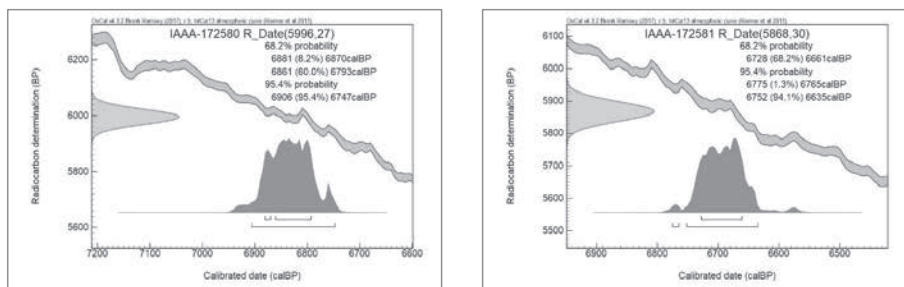 OxCal v4.3.2 Bronk Ramsey (2017); r:5 IntCal13 atmospheric curve (Reimer et al 2013)
IAAA-172580 R_Date(5996,27)
68.2% probability
6881 (8.2%) 6870calBP
6861 (60.0%) 6793calBP
95.4% probability
6906 (95.4%) 6747calBP
Radiocarbon determination (BP)
6200
6000
5800
5600
7200 7100 7000 6900 6800 6700 6600
Calibrated date (calBP)
OxCal v4.3.2 Bronk Ramsey (2017); r:5 IntCal13 atmospheric curve (Reimer et al 2013)
IAAA-172581 R_Date(5868,30)
68.2% probability
6728 (68.2%) 6661calBP
95.4% probability
6775 (1.3%) 6765calBP
6752 (94.1%) 6635calBP
Radiocarbon determination (BP)
6100
6000
5900
5800
5700
5600
5500
6900 6800 6700 6600 6500
Calibrated date (calBP)